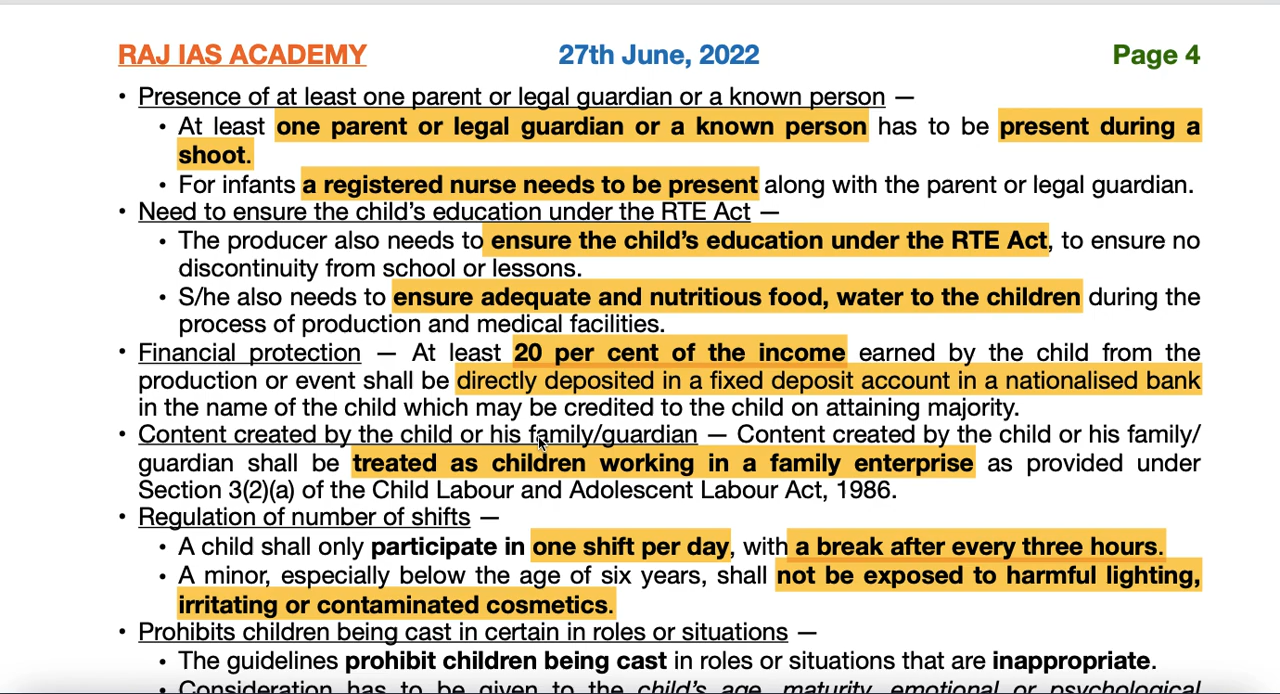 RAJ IAS ACADEMY 27th June, 2022 Page 4
• Presence of at least one parent or legal guardian or a known person —
• At least one parent or legal guardian or a known person has to be present during a
shoot.
• For infants a registered nurse needs to be present along with the parent or legal guardian.
• Need to ensure the child’s education under the RTE Act —
• The producer also needs to ensure the child’s education under the RTE Act, to ensure no
discontinuity from school or lessons.
• S/he also needs to ensure adequate and nutritious food, water to the children during the
process of production and medical facilities.
• Financial protection — At least 20 per cent of the income earned by the child from the
production or event shall be directly deposited in a fixed deposit account in a nationalised bank
in the name of the child which may be credited to the child on attaining majority.
• Content created by the child or his family/guardian — Content created by the child or his family/
guardian shall be treated as children working in a family enterprise as provided under
Section 3(2)(a) of the Child Labour and Adolescent Labour Act, 1986.
• Regulation of number of shifts —
• A child shall only participate in one shift per day, with a break after every three hours.
• A minor, especially below the age of six years, shall not be exposed to harmful lighting,
irritating or contaminated cosmetics.
• Prohibits children being cast in certain in roles or situations —
• The guidelines prohibit children being cast in roles or situations that are inappropriate.
• Consideration has to be given to the child’s age, maturity, emotional or psychological